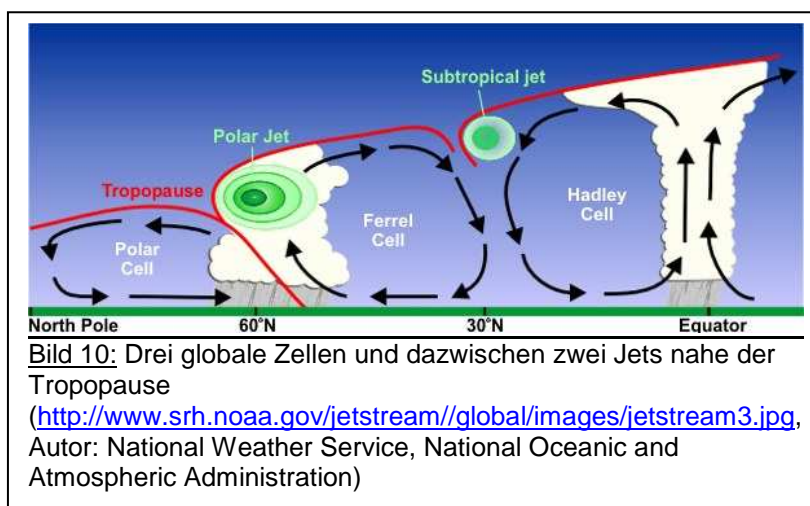 Subtropical jet
Polar Jet
Tropopause
Hadley
Cell
Ferrel
Cell
Polar
Cell
North Pole 60°N 30°N Equator
Bild 10: Drei globale Zellen und dazwischen zwei Jets nahe der
Tropopause
(http://www.srh.noaa.gov/jetstream//global/images/jetstream3.jpg,
Autor: National Weather Service, National Oceanic and
Atmospheric Administration)